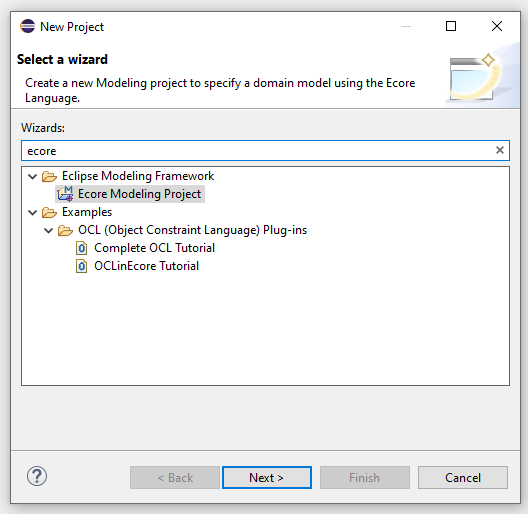 New Project
Select a wizard
Create a new Modeling project to specify a domain model using the Ecore
Language.
Wizards:
ecore
Eclipse Modeling Framework
Ecore Modeling Project
Examples
OCL (Object Constraint Language) Plug-ins
Complete OCL Tutorial
OCLinEcore Tutorial
< Back Next > Finish Cancel